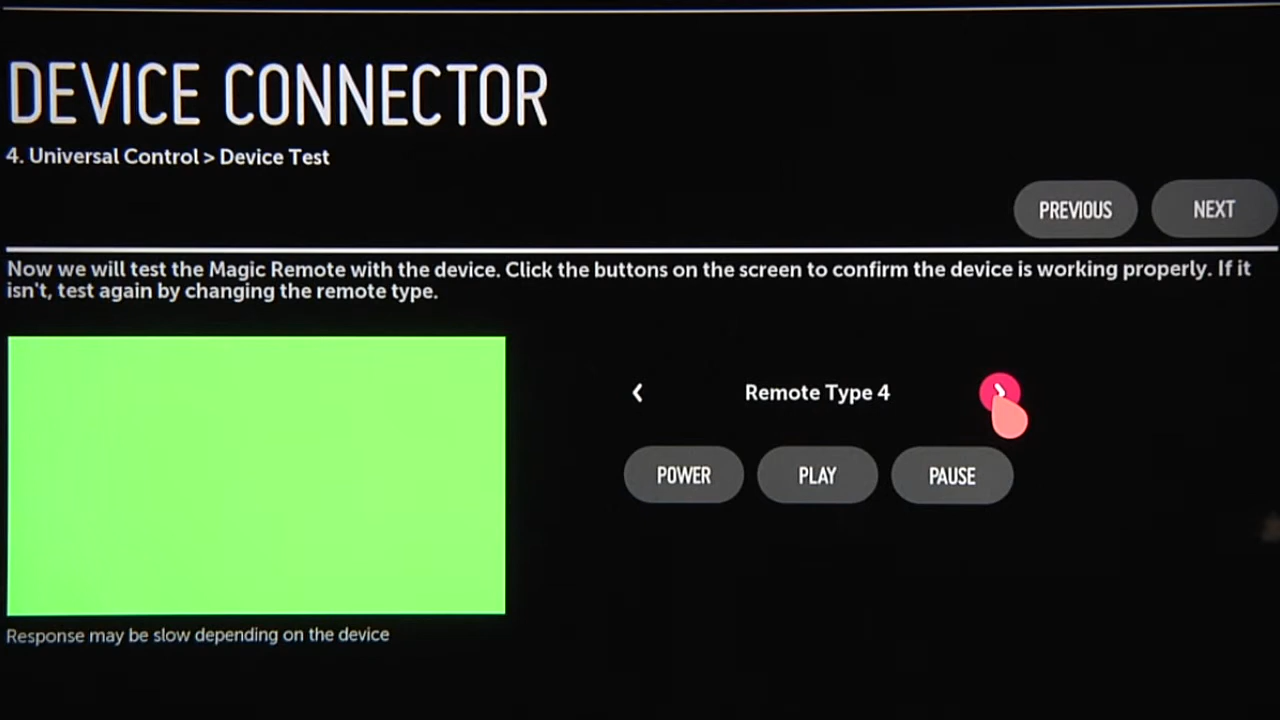 DEVICE CONNECTOR
4. Universal Control > Device Test
PREVIOUS
NEXT
Now we will test the Magic Remote with the device. Click the buttons on the screen to confirm the device is working properly. If it
isn't, test again by changing the remote type.
Remote Type 4
POWER
PLAY
PAUSE
Response may be slow depending on the device